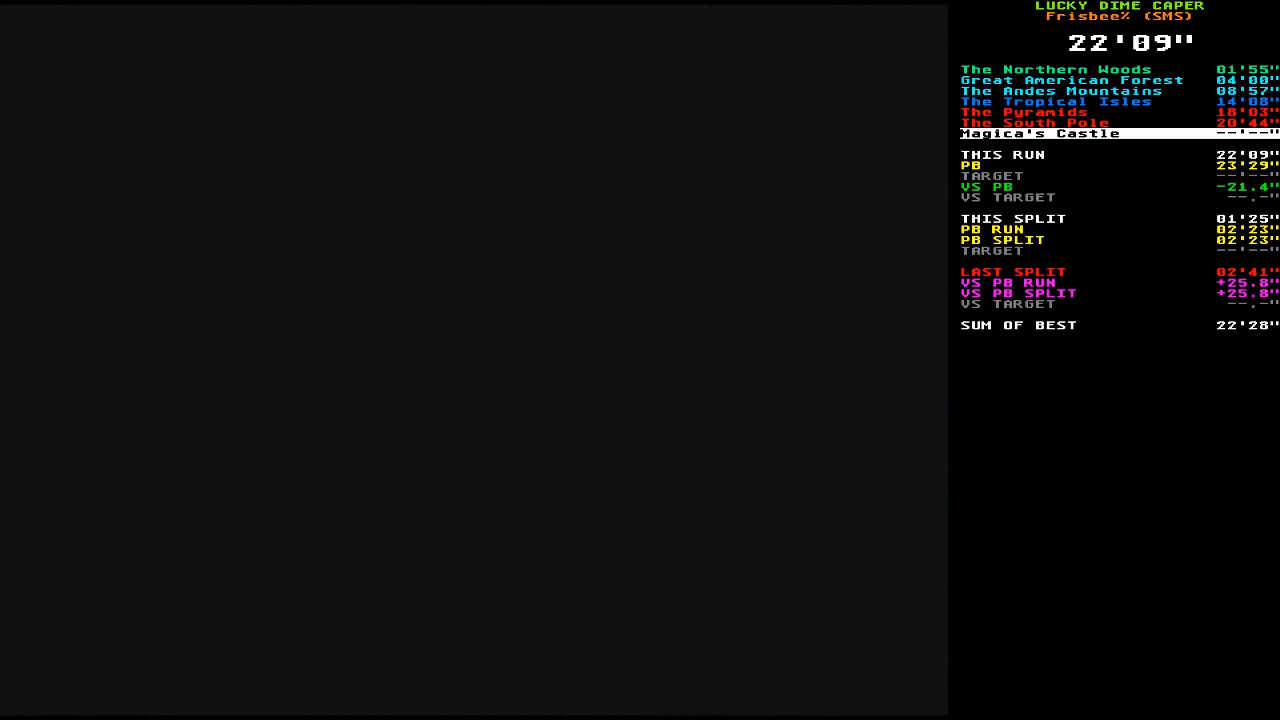 LUCKY DIME CAPER
Frisbee% (SMS)
22'09"
The Northern Woods 01'55"
Great American Forest 04'00"
The Andes Mountains 08'57"
The Tropical Isles 14'08"
The Pyramids 18'03"
The South Pole 20'44"
Magica's Castle --'--"
THIS RUN 22'09"
PB 23'29"
TARGET --'--"
VS PB -21.4"
VS TARGET --.-"
THIS SPLIT 01'25"
PB RUN 02'23"
PB SPLIT 02'23"
TARGET --'--"
LAST SPLIT 02'41"
VS PB RUN +25.8"
VS PB SPLIT +25.8"
VS TARGET --.-"
SUM OF BEST 22'28"